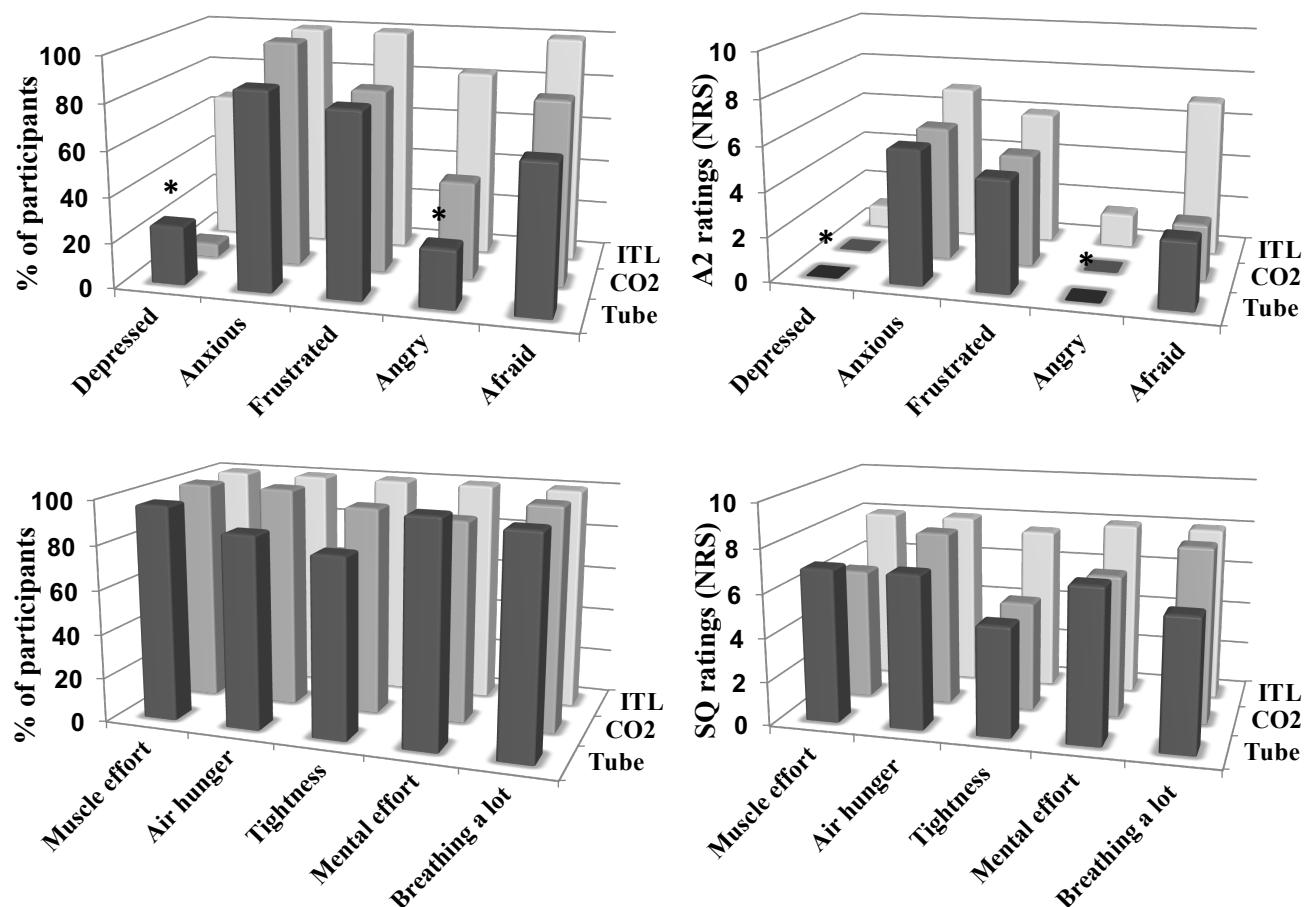 % of participants
100
80
60
40
20
0
*
*
Depressed
Anxious
Frustrated
Angry
Afraid
ITL
CO2
Tube
A2 ratings (NRS)
10
8
6
4
2
0
*
*
Depressed
Anxious
Frustrated
Angry
Afraid
ITL
CO2
Tube
% of participants
100
80
60
40
20
0
Muscle effort
Air hunger
Tightness
Mental effort
Breathing a lot
ITL
CO2
Tube
SQ ratings (NRS)
10
8
6
4
2
0
Muscle effort
Air hunger
Tightness
Mental effort
Breathing a lot
ITL
CO2
Tube